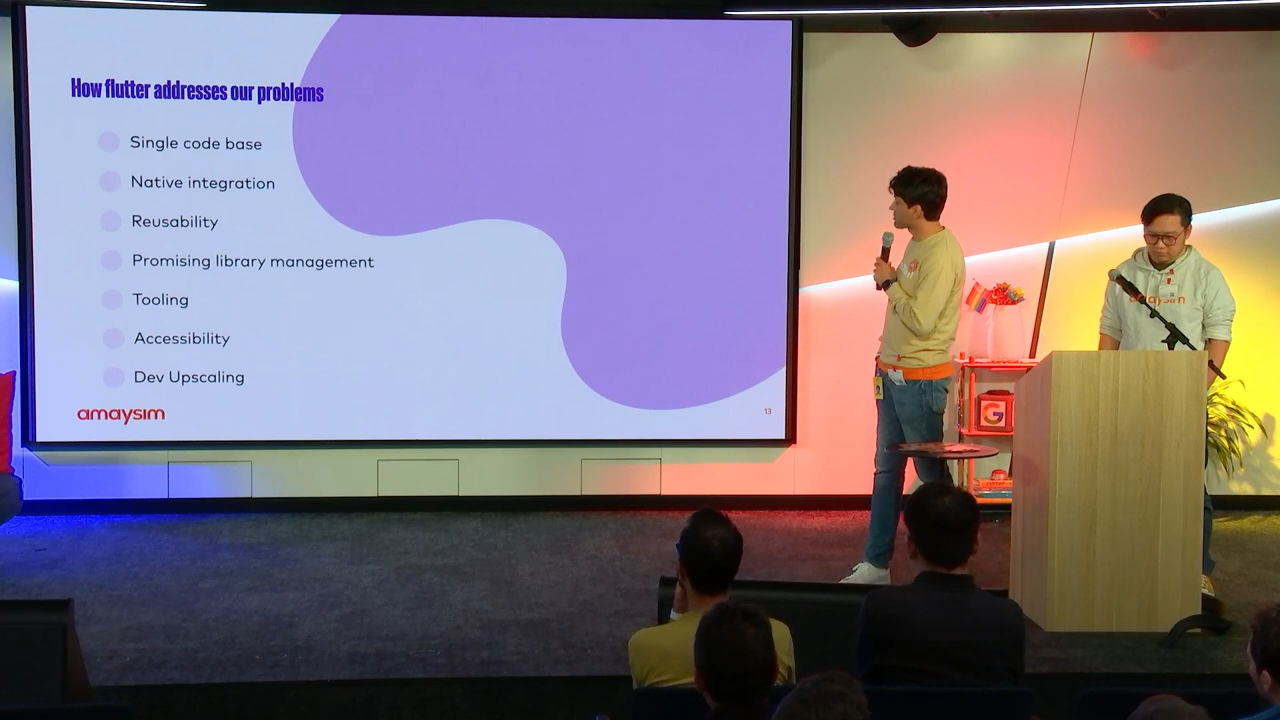 How flutter addresses our problems
Single code base
Native integration
Reusability
Promising library management
Tooling
Accessibility
Dev Upscaling
amaysim
13
amaysim
G